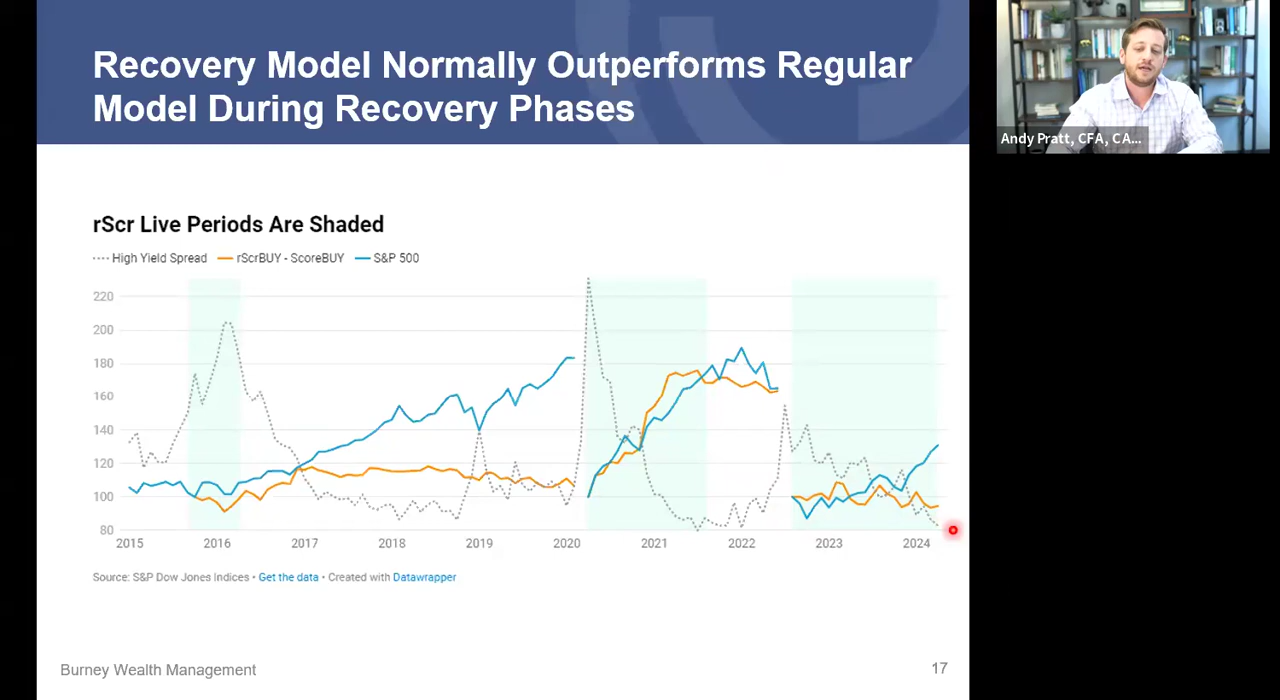 Recovery Model Normally Outperforms Regular
Model During Recovery Phases
Andy Pratt, CFA, CA...
rScr Live Periods Are Shaded
High Yield Spread rScrBUY - ScoreBUY S&P 500
220
200
180
160
140
120
100
80
2015 2016 2017 2018 2019 2020 2021 2022 2023 2024
Source: S&P Dow Jones Indices • Get the data • Created with Datawrapper
Burney Wealth Management
17